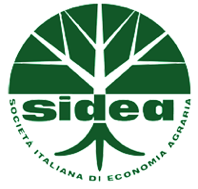 sidea
SOCIETÀ ITALIANA DI ECONOMIA AGRARIA